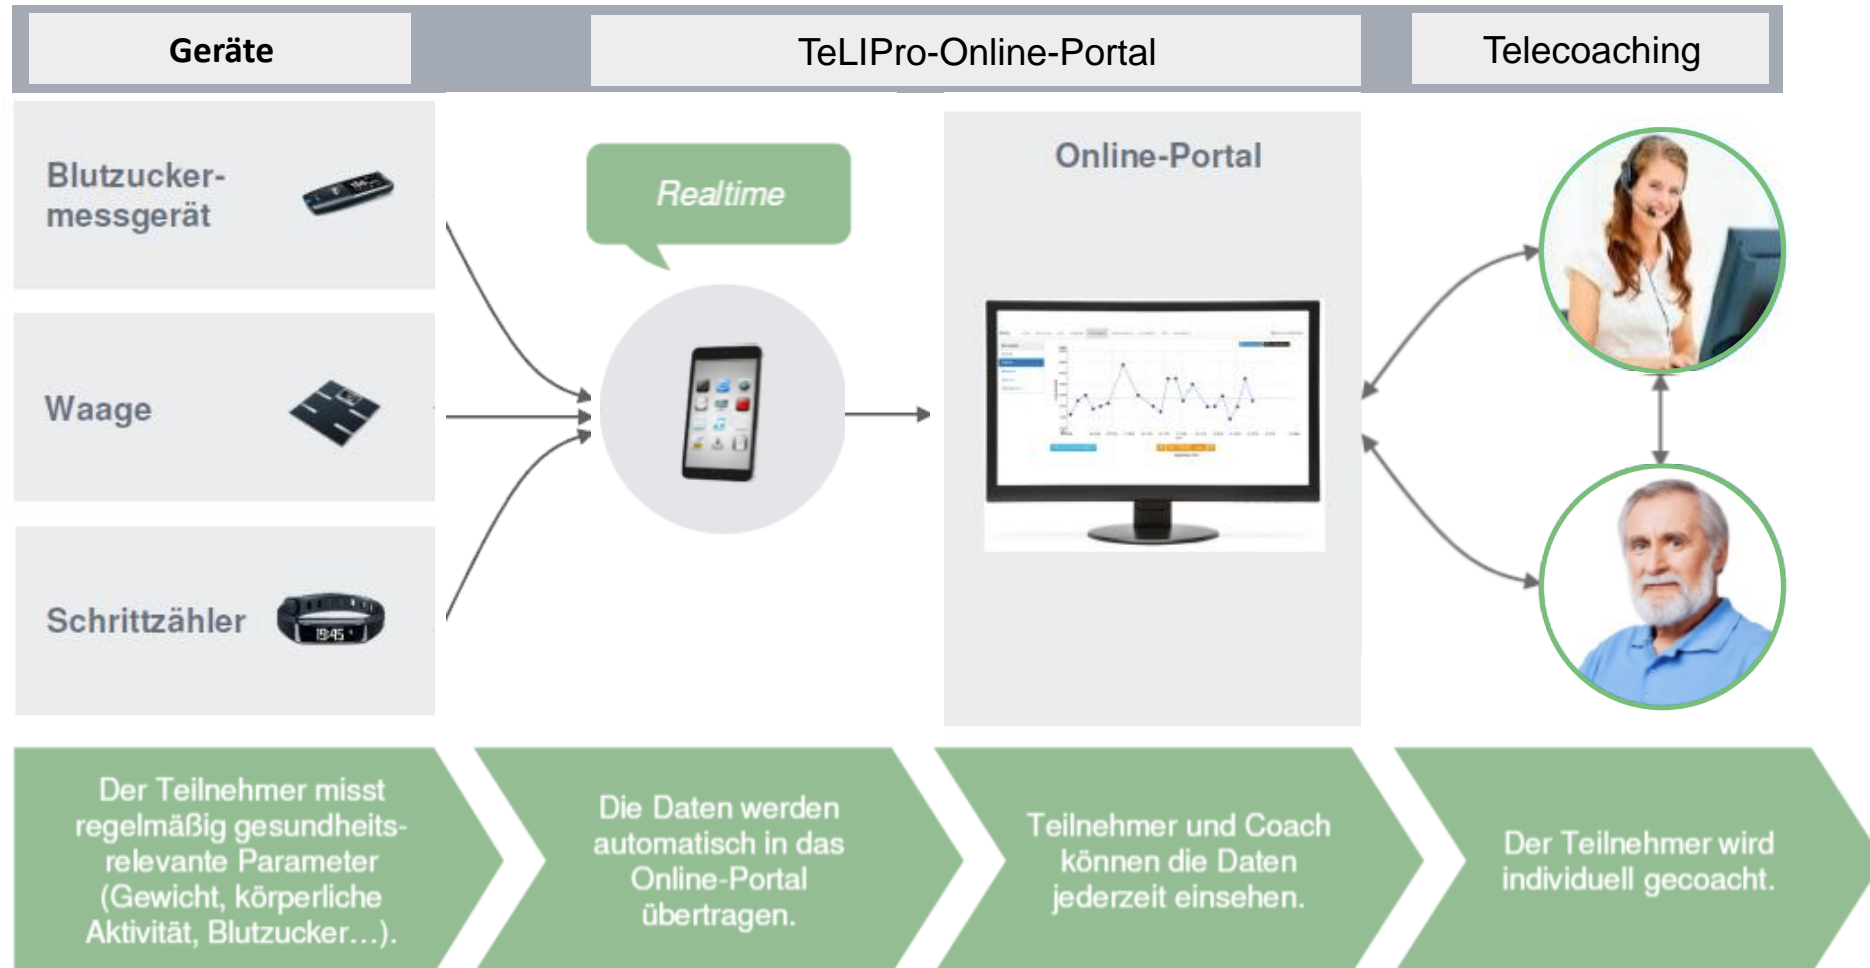 Geräte
TeLIPro-Online-Portal
Telecoaching
Blutzucker-
messgerät
Waage
Schrittzähler
19:45
Realtime
Online-Portal
Der Teilnehmer misst
regelmäßig gesundheits-
relevante Parameter
(Gewicht, körperliche
Aktivität, Blutzucker…).
Die Daten werden
automatisch in das
Online-Portal
übertragen.
Teilnehmer und Coach
können die Daten
jederzeit einsehen.
Der Teilnehmer wird
individuell gecoacht.